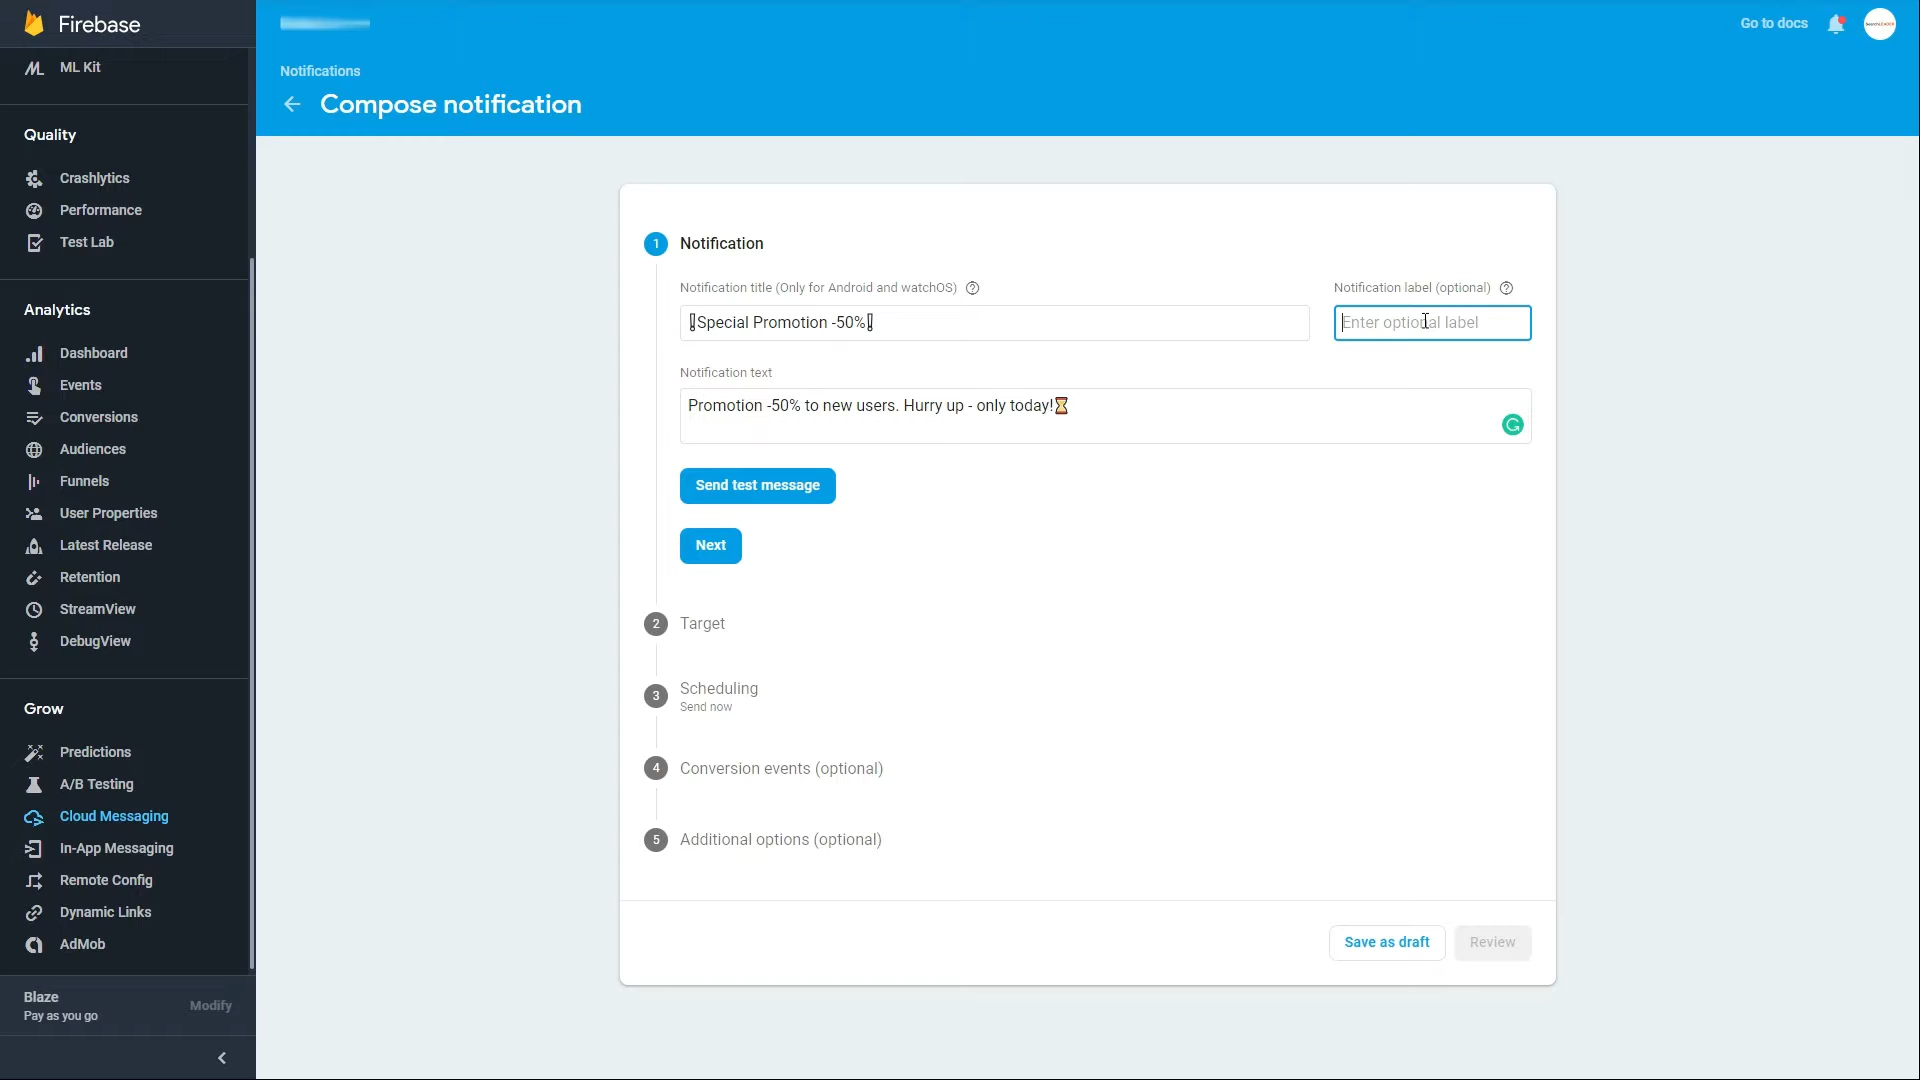 Firebase
ML Kit
Quality
Crashlytics
Performance
Test Lab
Analytics
Dashboard
Events
Conversions
Audiences
Funnels
User Properties
Latest Release
Retention
StreamView
DebugView
Grow
Predictions
A/B Testing
Cloud Messaging
In-App Messaging
Remote Config
Dynamic Links
AdMob
Blaze
Pay as you go
Modify
Go to docs
Notifications
Compose notification
1 Notification
Notification title (Only for Android and watchOS)
❕Special Promotion -50%❕
Notification label (optional)
Enter optional label
Notification text
Promotion -50% to new users. Hurry up - only today!⌛
Send test message
Next
2 Target
3 Scheduling
Send now
4 Conversion events (optional)
5 Additional options (optional)
Save as draft
Review